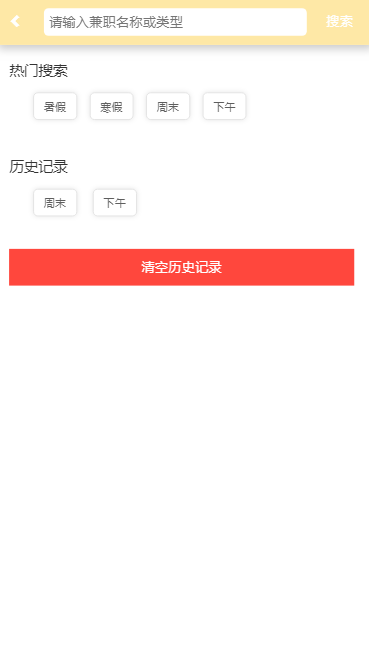 请输入兼职名称或类型 搜索
热门搜索
暑假 寒假 周末 下午
历史记录
周末 下午
清空历史记录